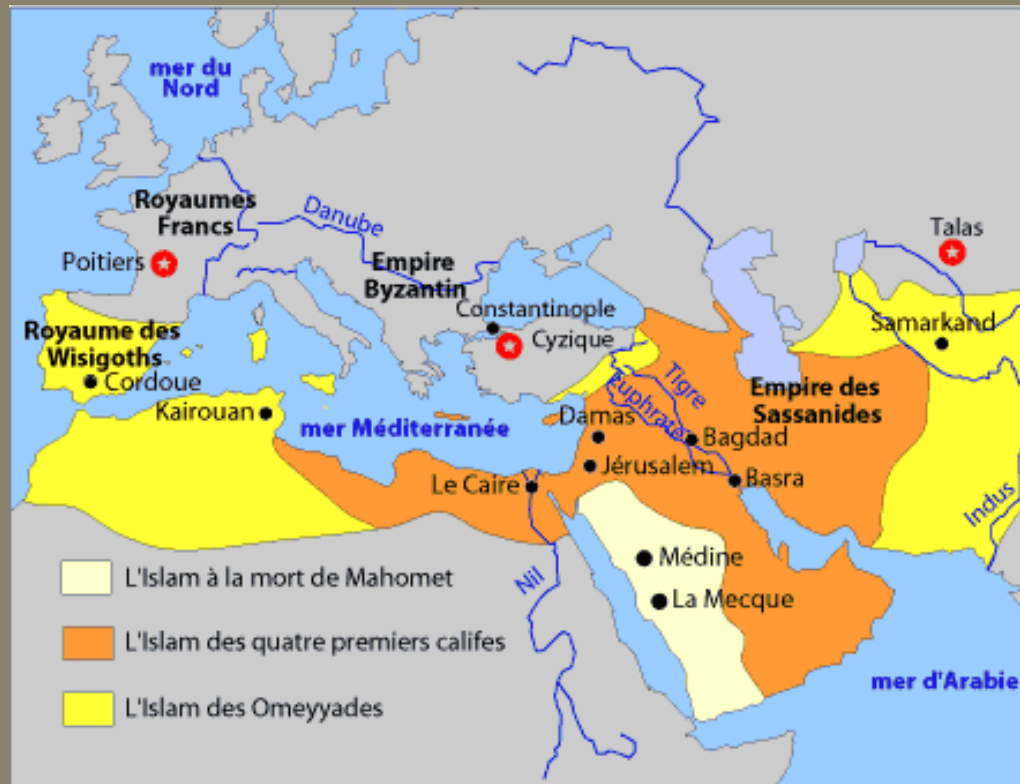 mer du
Nord
Royaumes
Francs
Danube
Talas
Poitiers
Empire
Byzantin
Constantinople
Cyzique
Samarkand
Royaume des
Wisigoths
Cordoue
Kairouan
mer Méditerranée
Tigre
Euphrate
Empire des
Sassanides
Damas
Bagdad
Jérusalem
Basra
Le Caire
Indus
Nil
Médine
La Mecque
L'Islam à la mort de Mahomet
L'Islam des quatre premiers califes
L'Islam des Omeyyades
mer d'Arabie